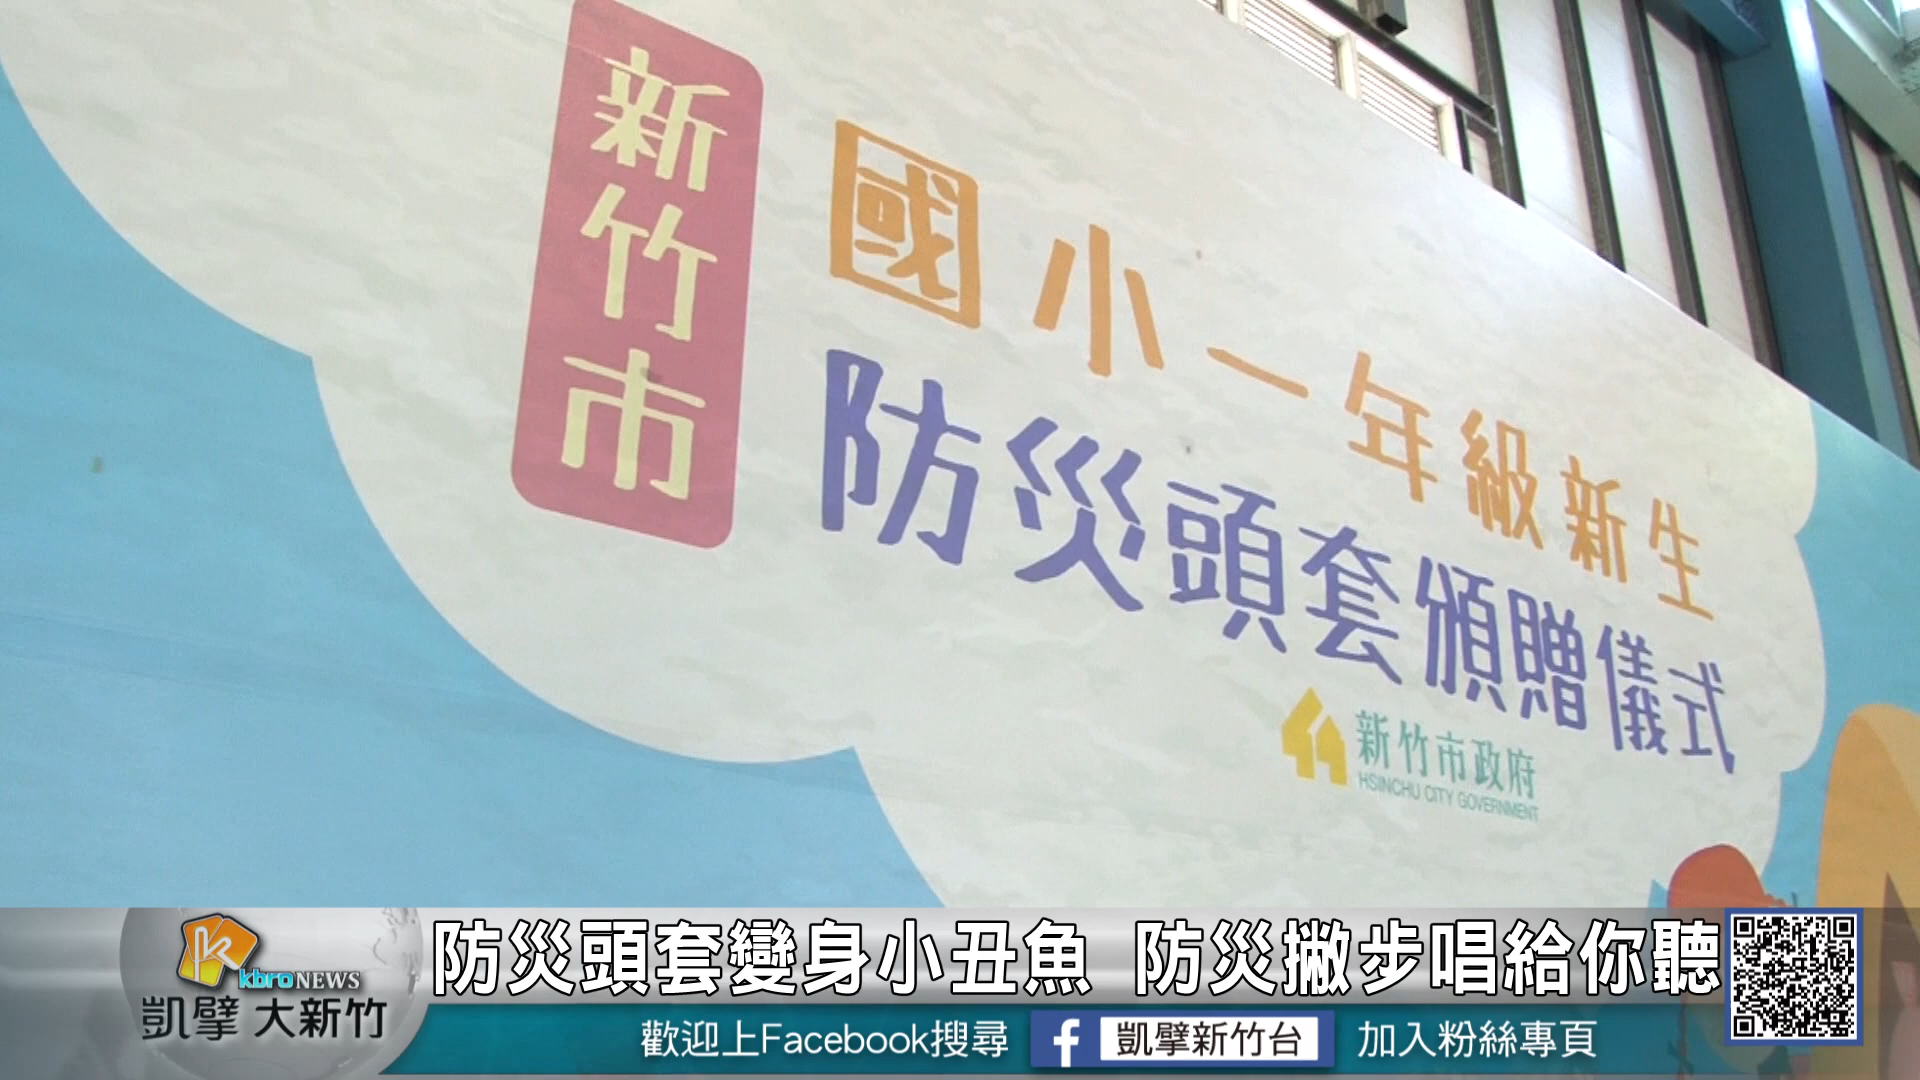 新竹市
國小一年級新生
防災頭套頒贈儀式
新竹市政府
HSINCHU CITY GOVERNMENT
防災頭套變身小丑魚 防災撇步唱給你聽
kbro NEWS
凱擘 大新竹
歡迎上Facebook搜尋 f 凱擘新竹台 加入粉絲專頁